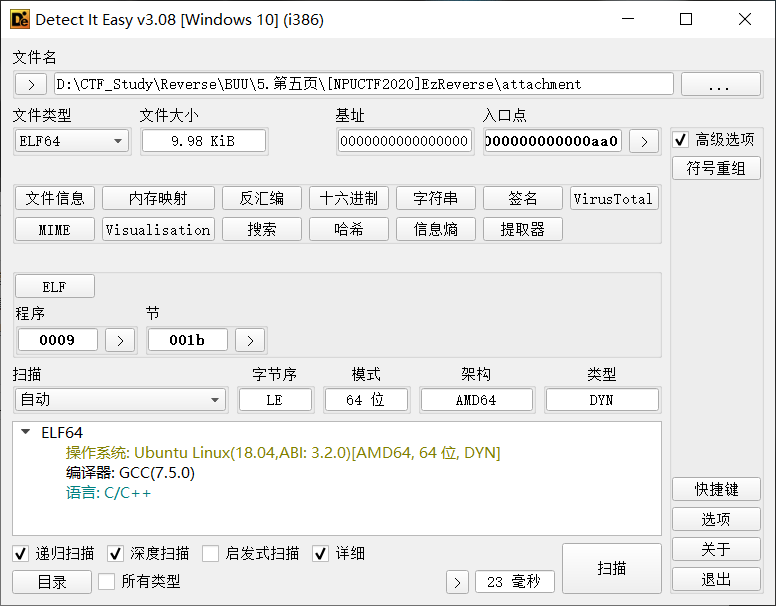 Detect It Easy v3.08 [Windows 10] (i386)
文件名
> D:\CTF_Study\Reverse\BUU\5.第五页\[NPUCTF2020]EzReverse\attachment ...
文件类型 文件大小 基址 入口点
ELF64 9.98 KiB 0000000000000000 000000000000aa0 > 高级选项
符号重组
文件信息 内存映射 反汇编 十六进制 字符串 签名 VirusTotal
MIME Visualisation 搜索 哈希 信息熵 提取器
ELF
程序 节
0009 > 001b >
扫描 字节序 模式 架构 类型
自动 LE 64 位 AMD64 DYN
ELF64
操作系统: Ubuntu Linux(18.04,ABI: 3.2.0)[AMD64, 64 位, DYN]
编译器: GCC(7.5.0)
语言: C/C++
快捷键
选项
关于
退出
递归扫描 深度扫描 启发式扫描 详细
目录 所有类型 > 23 毫秒 扫描